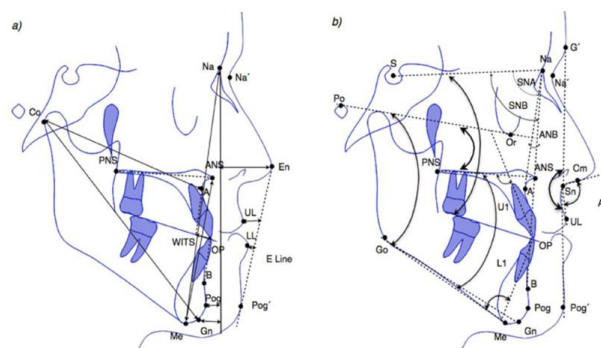 a)
Na
Na´
Co
PNS
ANS
En
A
UL
WITS
LL
OP
E Line
B
Pog
Pog´
Gn
Me
b)
G´
Na
S
SNA
Na´
SNB
Po
ANB
Or
PNS
ANS
Cm
A
Sn
U1
UL
A
Go
OP
L1
B
Pog
Pog´
Gn
Me